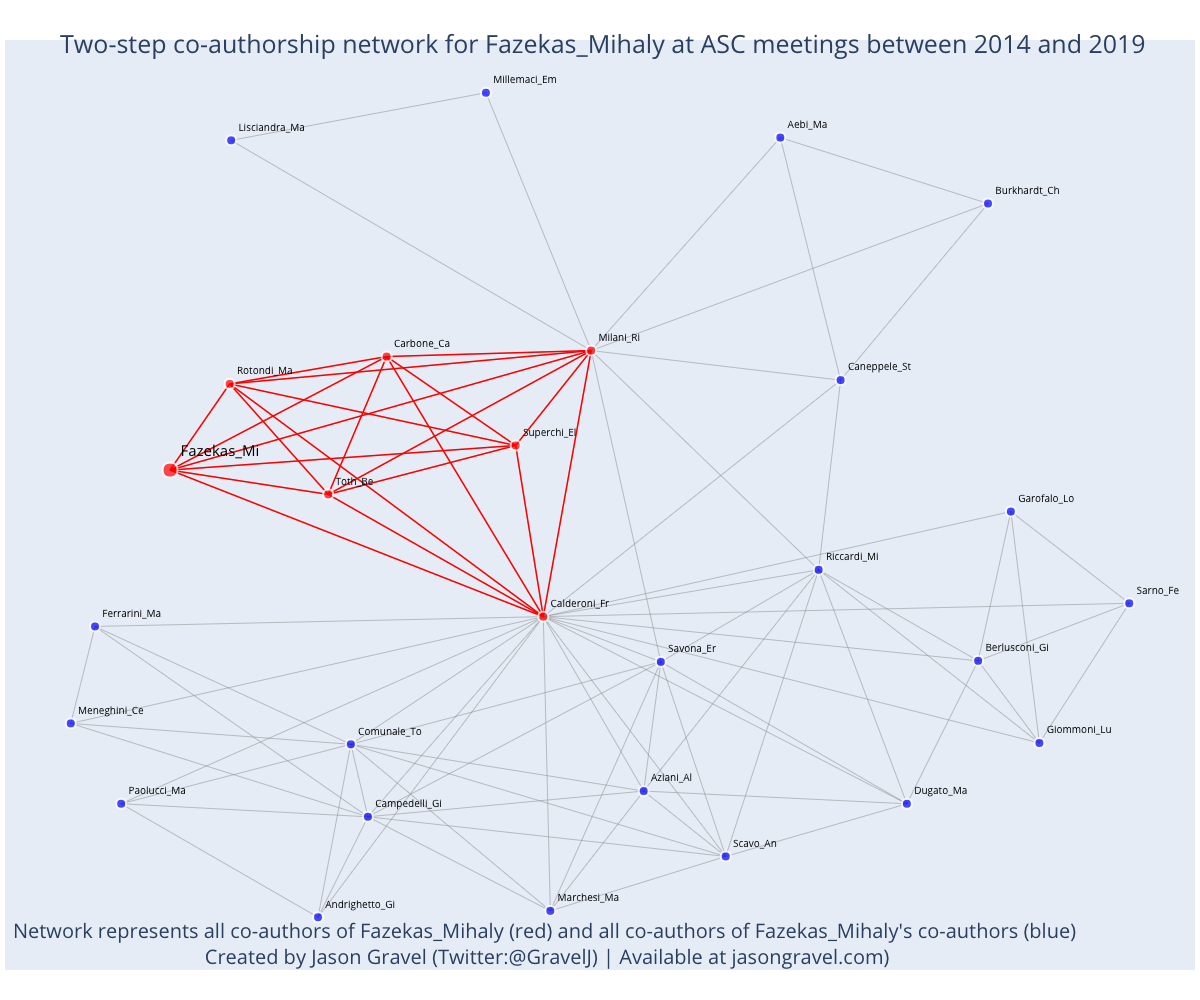 Two-step co-authorship network for Fazekas_Mihaly at ASC meetings between 2014 and 2019
Millemaci_Em
Lisciandra_Ma
Aebi_Ma
Burkhardt_Ch
Milani_Ri
Carbone_Ca
Caneppele_St
Rotondi_Ma
Superchi_El
Fazekas_Mi
Toth_Be
Garofalo_Lo
Riccardi_Mi
Sarno_Fe
Calderoni_Fr
Ferrarini_Ma
Savona_Er
Berlusconi_Gi
Meneghini_Ce
Comunale_To
Giommoni_Lu
Aziani_Al
Paolucci_Ma
Dugato_Ma
Campedelli_Gi
Scavo_An
Marchesi_Ma
Andrighetto_Gi
Network represents all co-authors of Fazekas_Mihaly (red) and all co-authors of Fazekas_Mihaly's co-authors (blue)
Created by Jason Gravel (Twitter:@GravelJ) | Available at jasongravel.com)